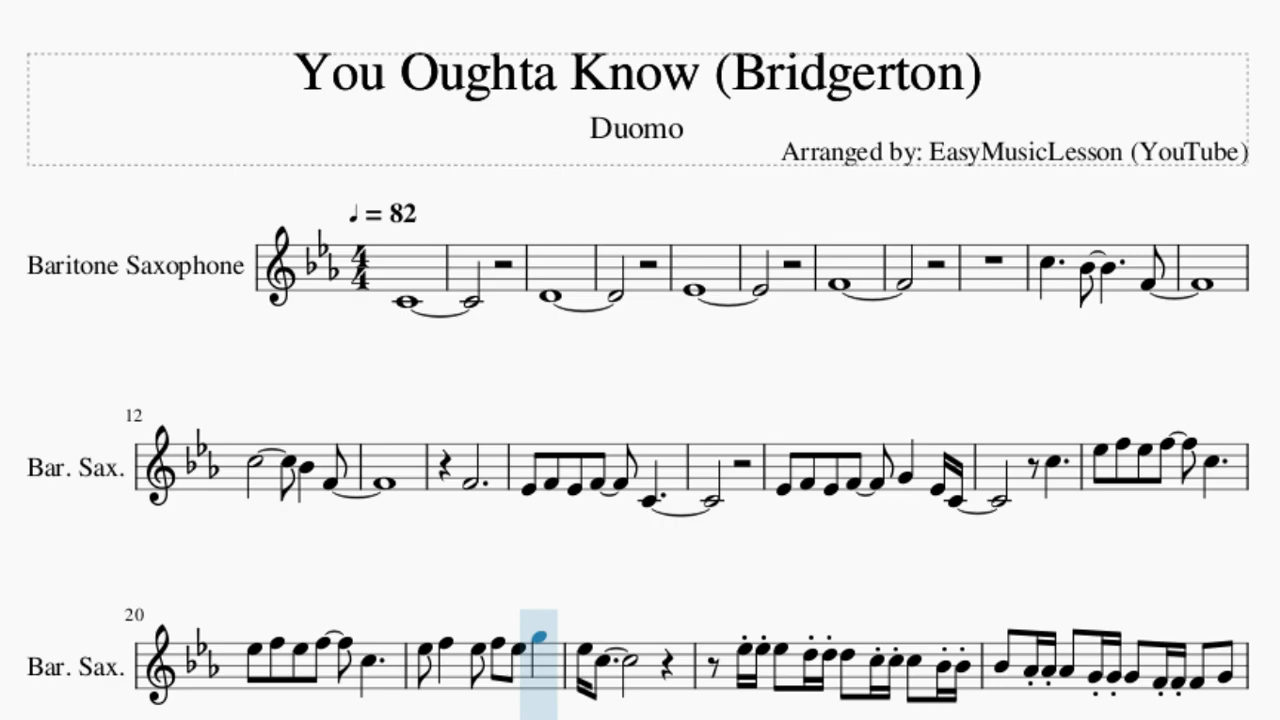 You Oughta Know (Bridgerton)
Duomo
Arranged by: EasyMusicLesson (YouTube)
♩ = 82
Baritone Saxophone
4
4
12
Bar. Sax.
20
Bar. Sax.